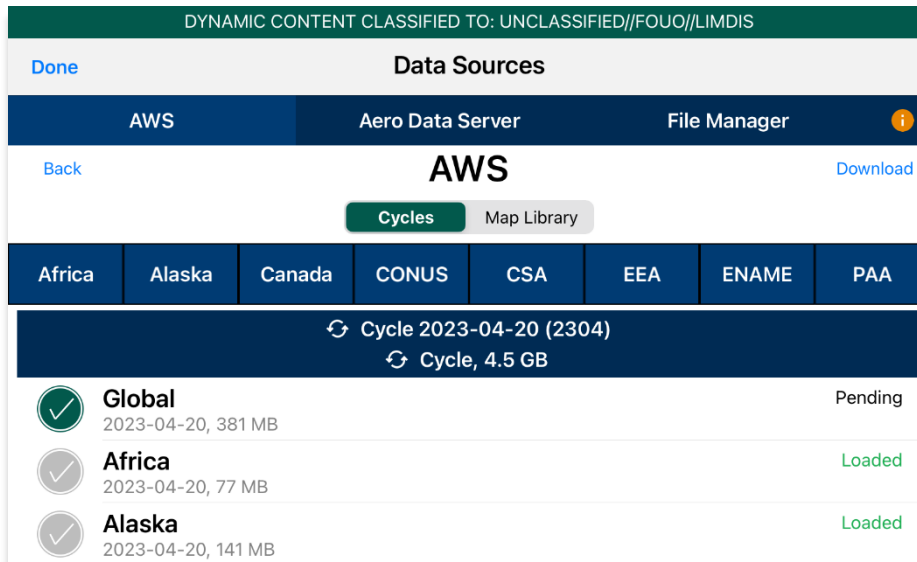 DYNAMIC CONTENT CLASSIFIED TO: UNCLASSIFIED//FOUO//LIMDIS
Done
Data Sources
AWS
Aero Data Server
File Manager
Back
AWS
Download
Cycles
Map Library
Africa
Alaska
Canada
CONUS
CSA
EEA
ENAME
PAA
Cycle 2023-04-20 (2304)
Cycle, 4.5 GB
Global
Pending
2023-04-20, 381 MB
Africa
Loaded
2023-04-20, 77 MB
Alaska
Loaded
2023-04-20, 141 MB